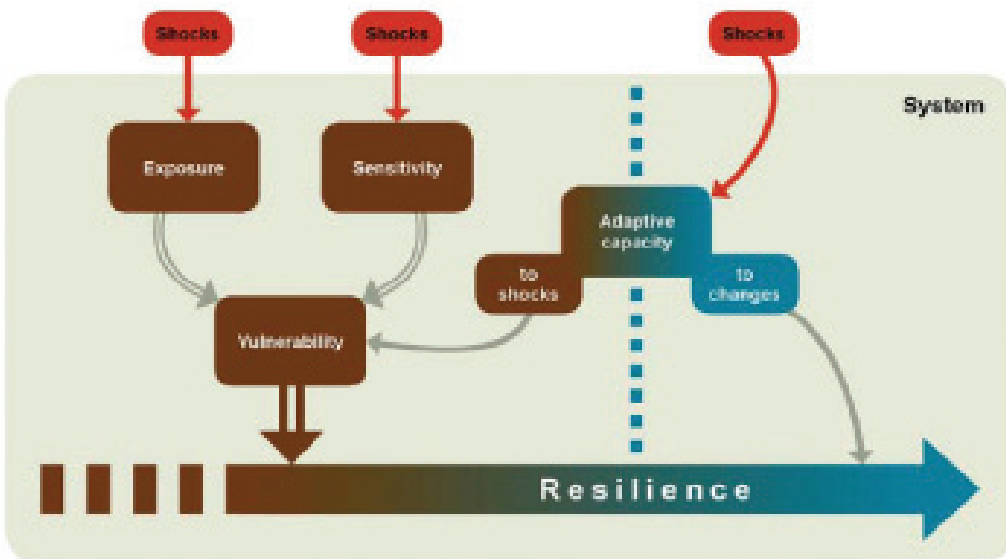 Shocks
Shocks
Shocks
System
Exposure
Sensitivity
Adaptive
capacity
to
shocks
to
changes
Vulnerability
Resilience